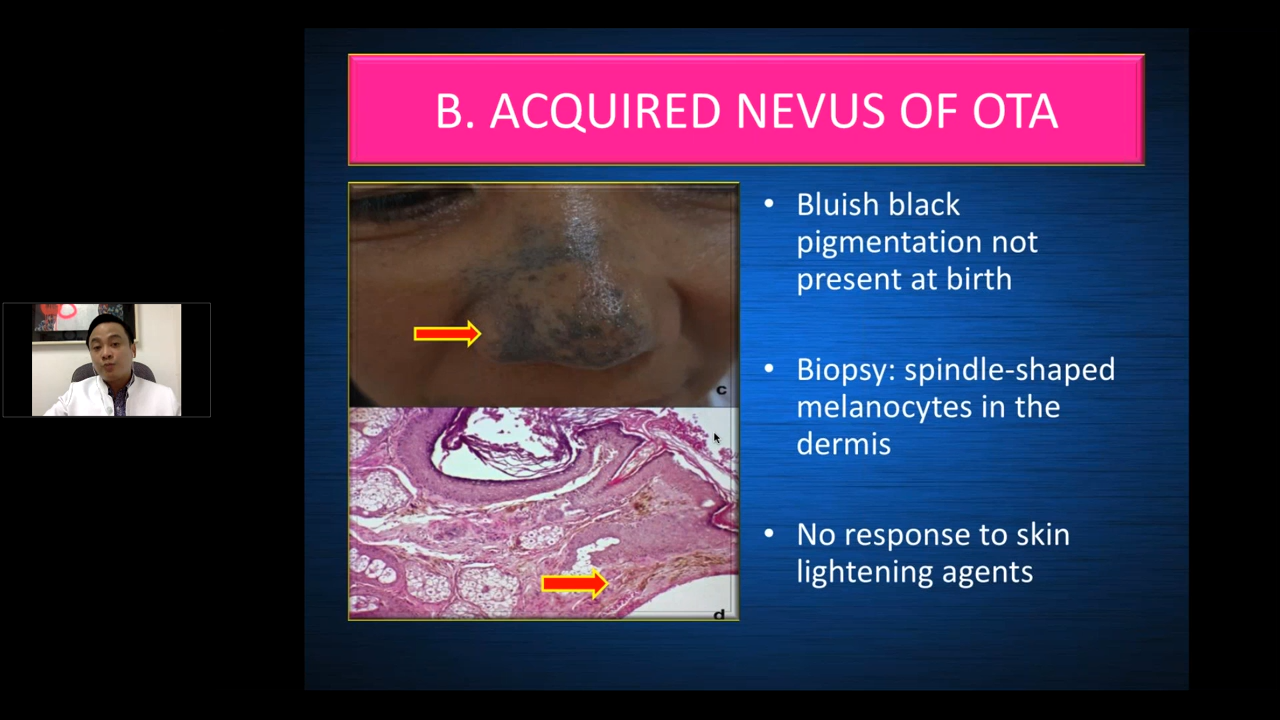 B. ACQUIRED NEVUS OF OTA
c
d
• Bluish black
pigmentation not
present at birth
• Biopsy: spindle-shaped
melanocytes in the
dermis
• No response to skin
lightening agents